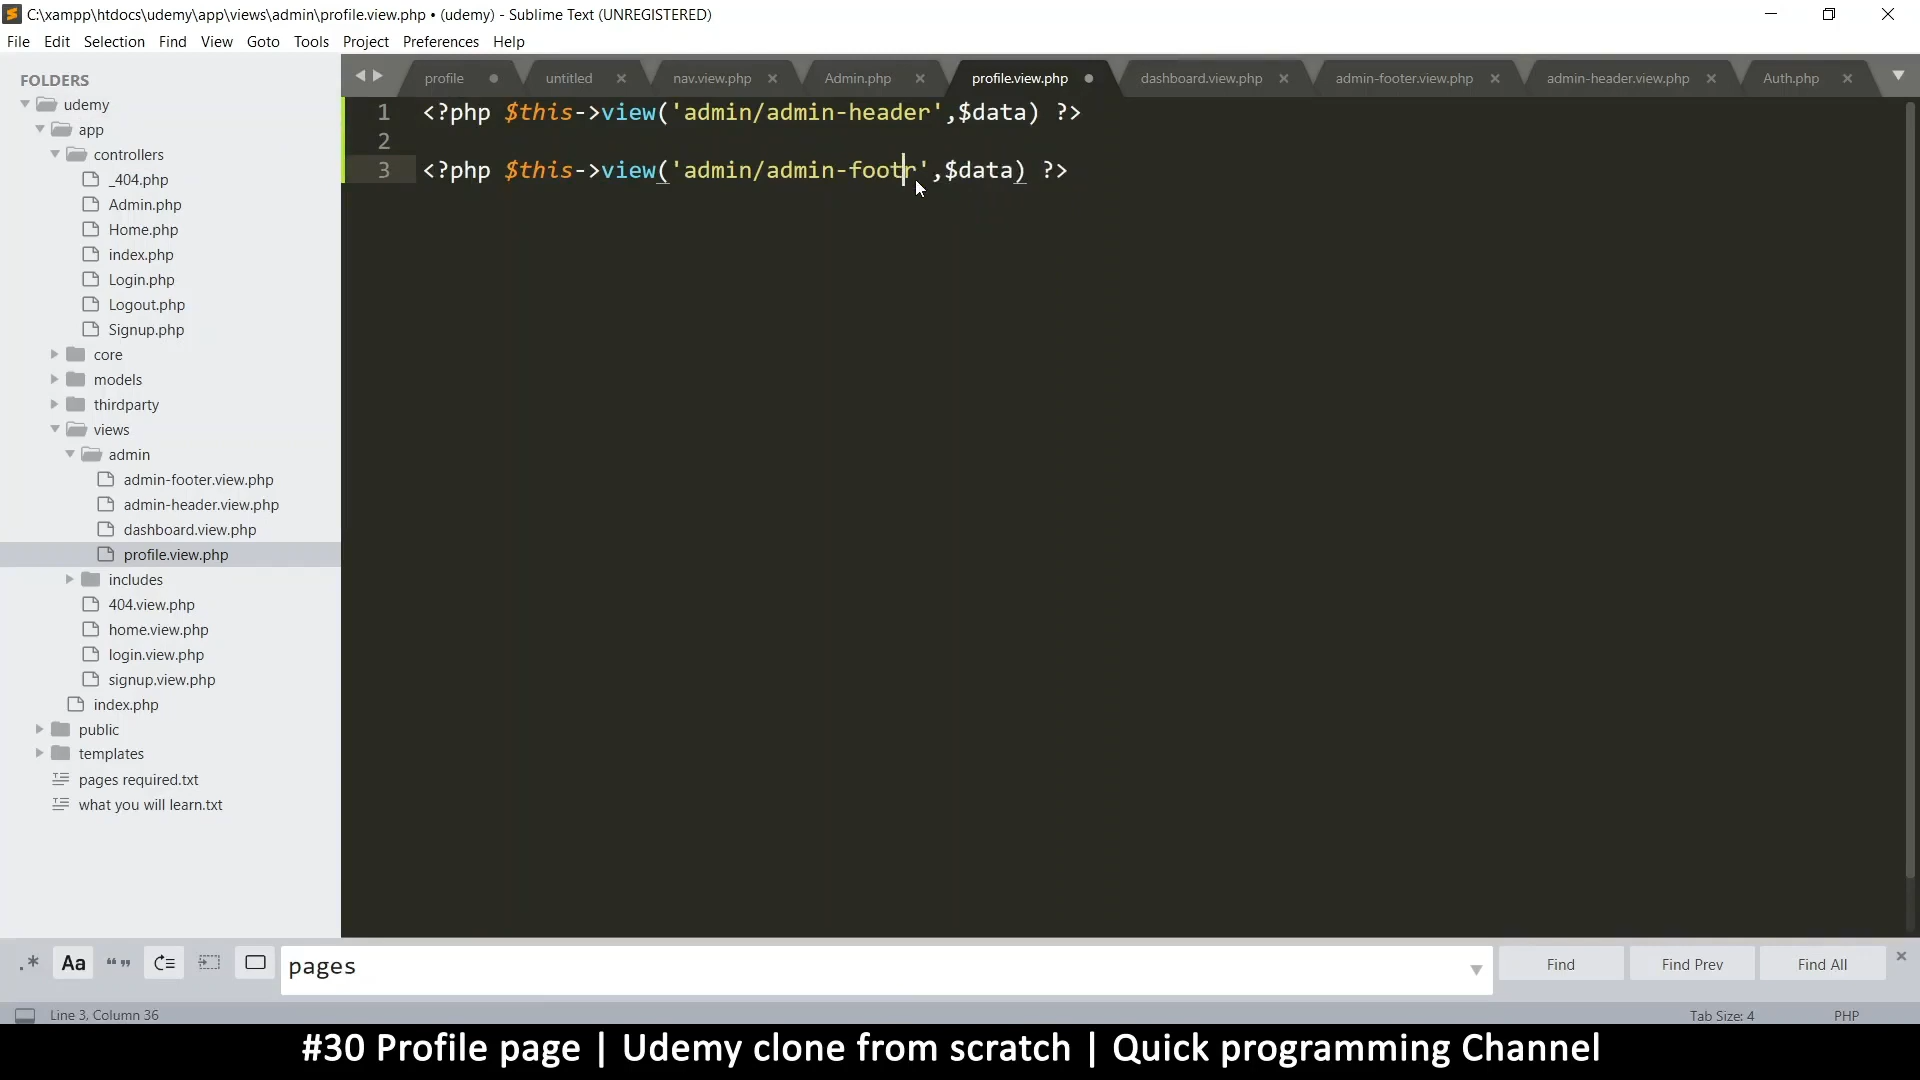 C:\xampp\htdocs\udemy\app\views\admin\profile.view.php • (udemy) - Sublime Text (UNREGISTERED)
File Edit Selection Find View Goto Tools Project Preferences Help
FOLDERS
udemy
app
controllers
_404.php
Admin.php
Home.php
index.php
Login.php
Logout.php
Signup.php
core
models
thirdparty
views
admin
admin-footer.view.php
admin-header.view.php
dashboard.view.php
profile.view.php
includes
404.view.php
home.view.php
login.view.php
signup.view.php
index.php
public
templates
pages required.txt
what you will learn.txt
profile untitled nav.view.php Admin.php profile.view.php dashboard.view.php admin-footer.view.php admin-header.view.php Auth.php
1 <?php $this->view('admin/admin-header',$data) ?>
2
3 <?php $this->view('admin/admin-footr',$data) ?>
.* Aa “” pages Find Find Prev Find All
Line 3, Column 36 Tab Size: 4 PHP
#30 Profile page | Udemy clone from scratch | Quick programming Channel